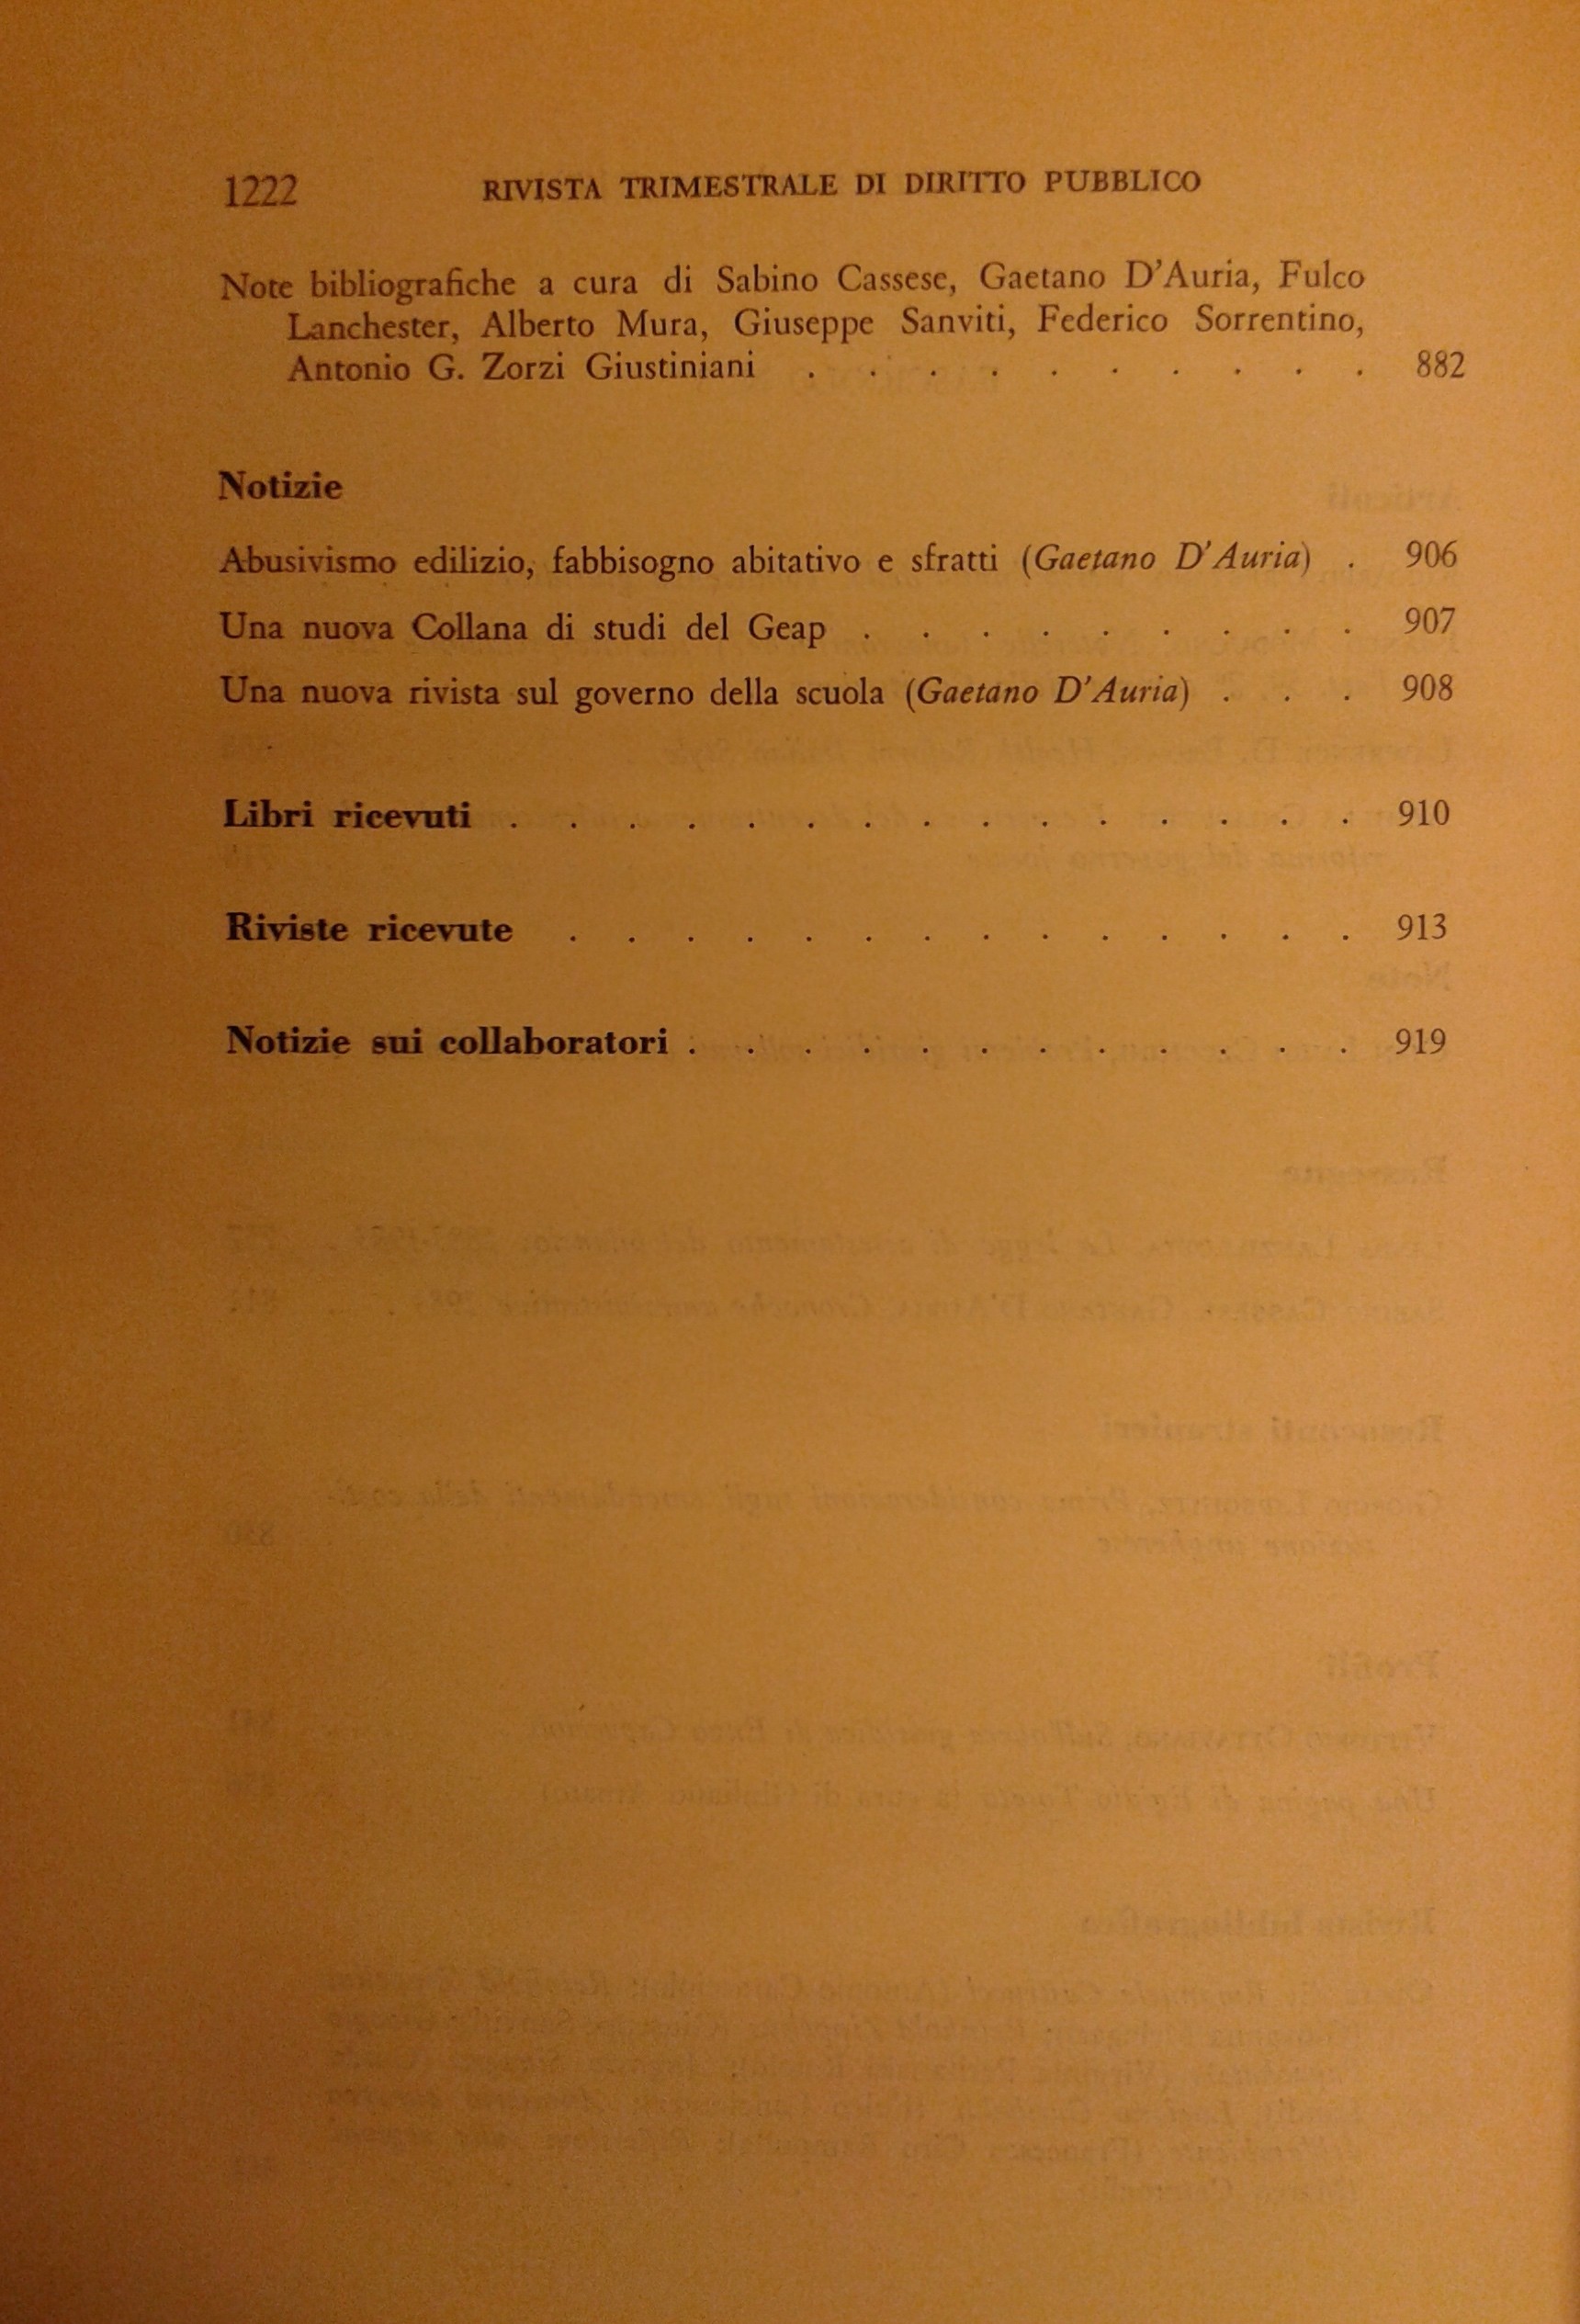 1222 RIVISTA TRIMESTRALE DI DIRITTO PUBBLICO
Note bibliografiche a cura di Sabino Cassese, Gaetano D'Auria, Fulco
Lanchester, Alberto Mura, Giuseppe Sanviti, Federico Sorrentino,
Antonio G. Zorzi Giustiniani . . . . . . . . . . 882
Notizie
Abusivismo edilizio, fabbisogno abitativo e sfratti (Gaetano D'Auria) . 906
Una nuova Collana di studi del Geap . . . . . . . . . 907
Una nuova rivista sul governo della scuola (Gaetano D'Auria) . . . 908
Libri ricevuti . . . . . . . . . . . . . . . 910
Riviste ricevute . . . . . . . . . . . . . . 913
Notizie sui collaboratori . . . . . . . . . . . . 919